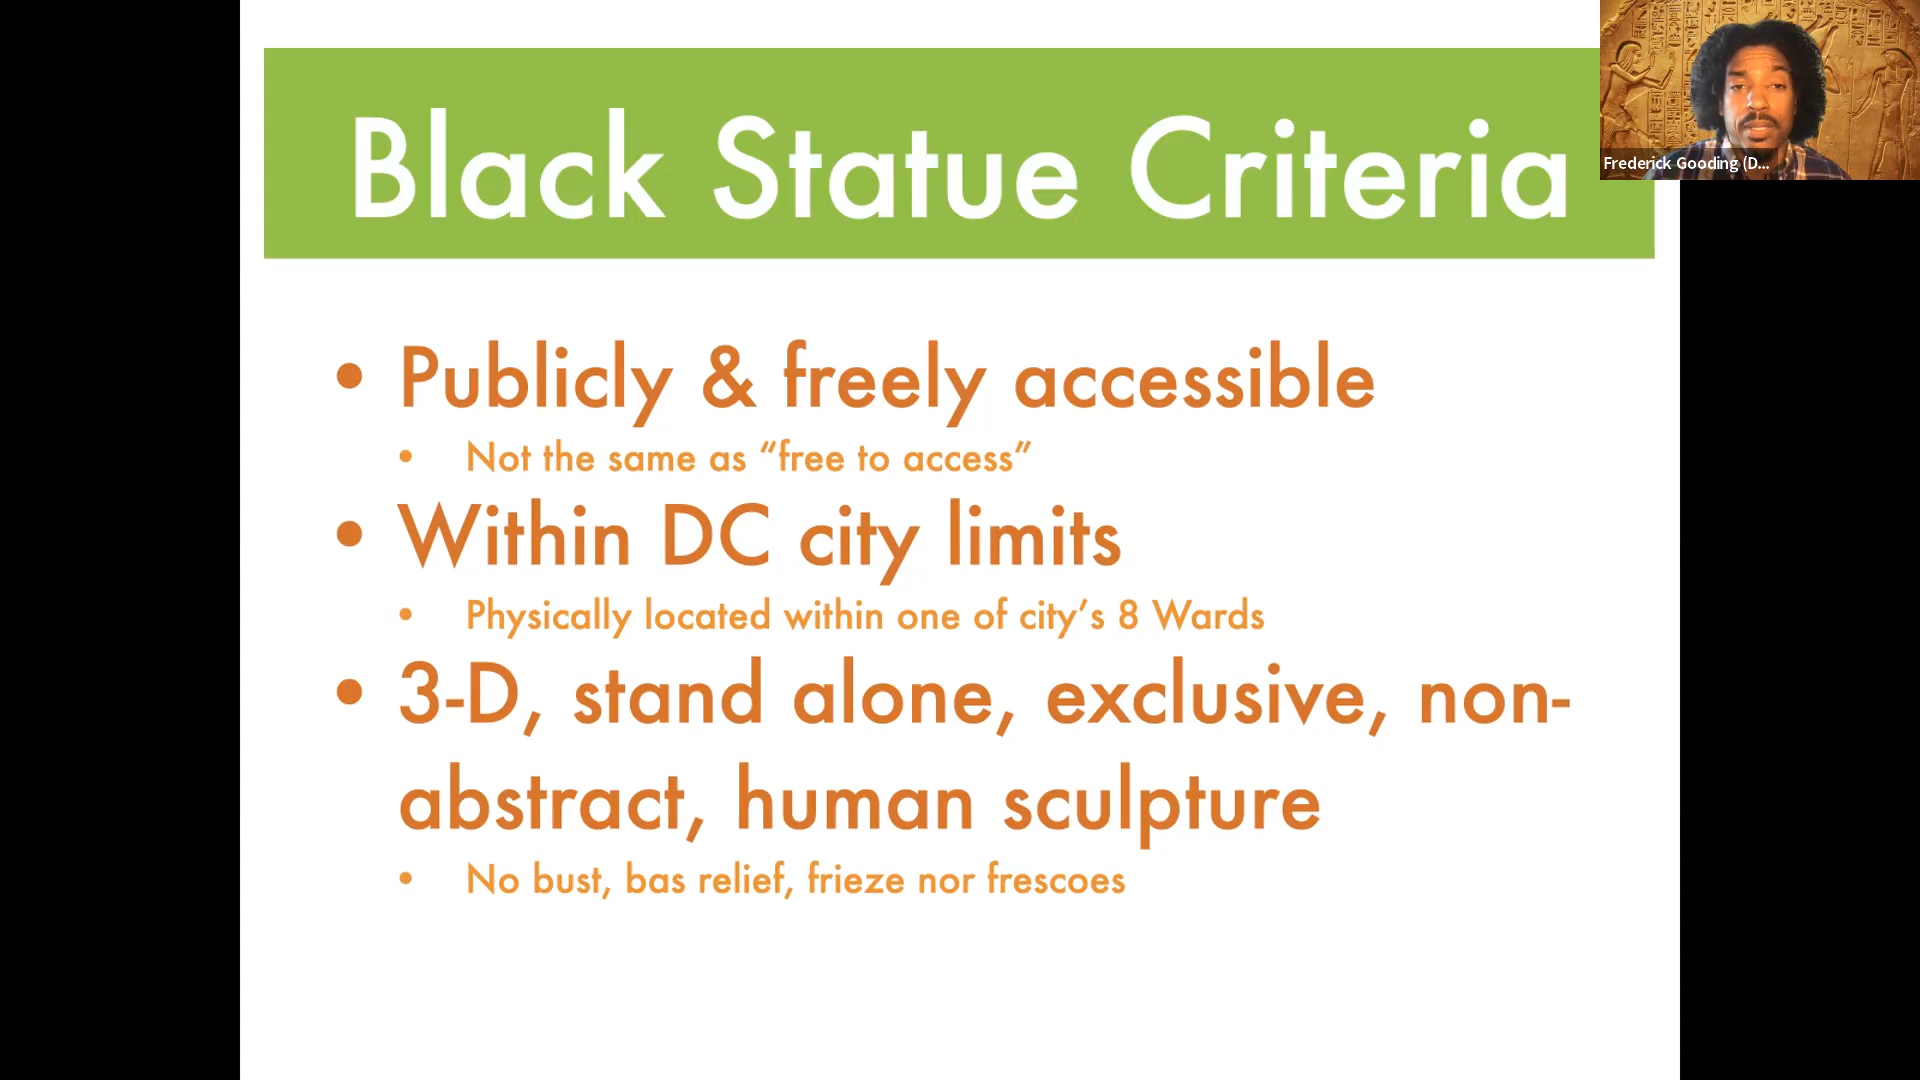 Black Statue Criteria
Frederick Gooding (D...
• Publicly & freely accessible
• Not the same as “free to access”
• Within DC city limits
• Physically located within one of city’s 8 Wards
• 3-D, stand alone, exclusive, non-
abstract, human sculpture
• No bust, bas relief, frieze nor frescoes